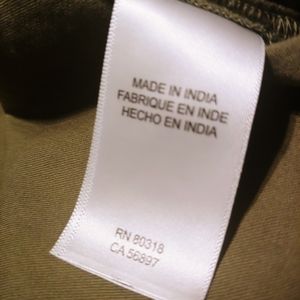 MADE IN INDIA
FABRIQUE EN INDE
HECHO EN INDIA
RN 80318
CA 56897